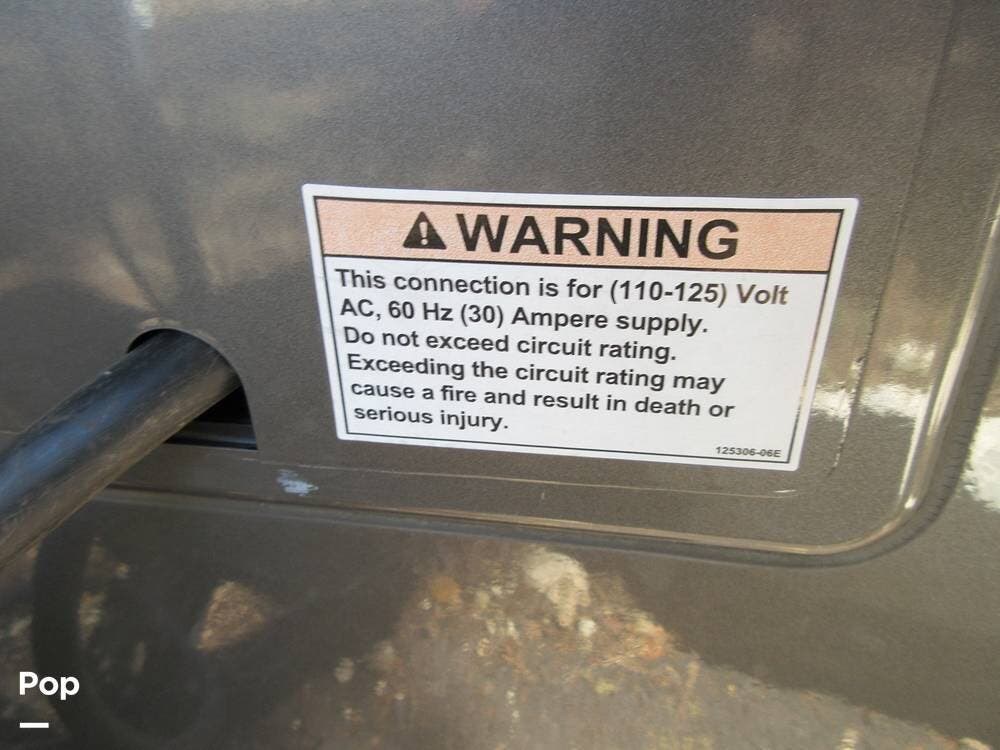 WARNING
This connection is for (110-125) Volt
AC, 60 Hz (30) Ampere supply.
Do not exceed circuit rating.
Exceeding the circuit rating may
cause a fire and result in death or
serious injury.
125306-06E
Pop